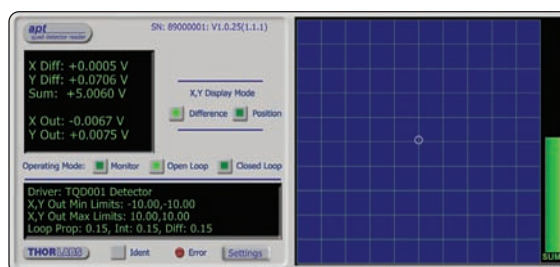 apt
quad detector reader
SN: 89000001: V1.0.25(1.1.1)
X Diff: +0.0005 V
Y Diff: +0.0706 V
Sum: +5.0060 V
X Out: -0.0067 V
Y Out: +0.0075 V
X,Y Display Mode
Difference Position
Operating Mode: Monitor Open Loop Closed Loop
Driver: TQD001 Detector
X,Y Out Min Limits: -10.00,-10.00
X,Y Out Max Limits: 10.00,10.00
Loop Prop: 0.15, Int: 0.15, Diff: 0.15
THORLABS Ident Error Settings
SUM